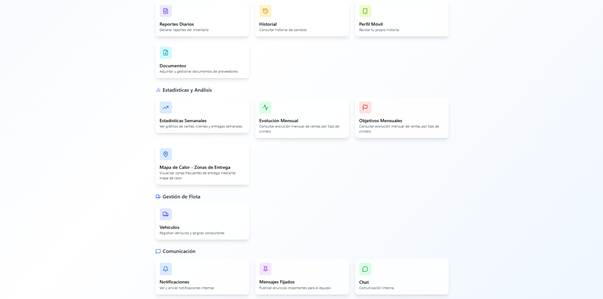 Reportes Diarios
Generar reportes del inventario
Historial
Consultar historial de cambios
Perfil Móvil
Revisar tu propio historial
Documentos
Adjuntar y gestionar documentos de proveedores
Estadísticas y Análisis
Estadísticas Semanales
Ver gráficos de ventas, clientes y entregas semanales
Evolución Mensual
Consultar evolución mensual de ventas por tipo de cristal
Objetivos Mensuales
Consultar evolución mensual de ventas por tipo de cristal
Mapa de Calor - Zonas de Entrega
Visualizar zonas frecuentes de entrega mediante
mapa de calor
Gestión de Flota
Vehículos
Registrar vehículos y asignar conductores
Comunicación
Notificaciones
Ver y enviar notificaciones internas
Mensajes Fijados
Publicar anuncios importantes para el equipo
Chat
Comunicación interna